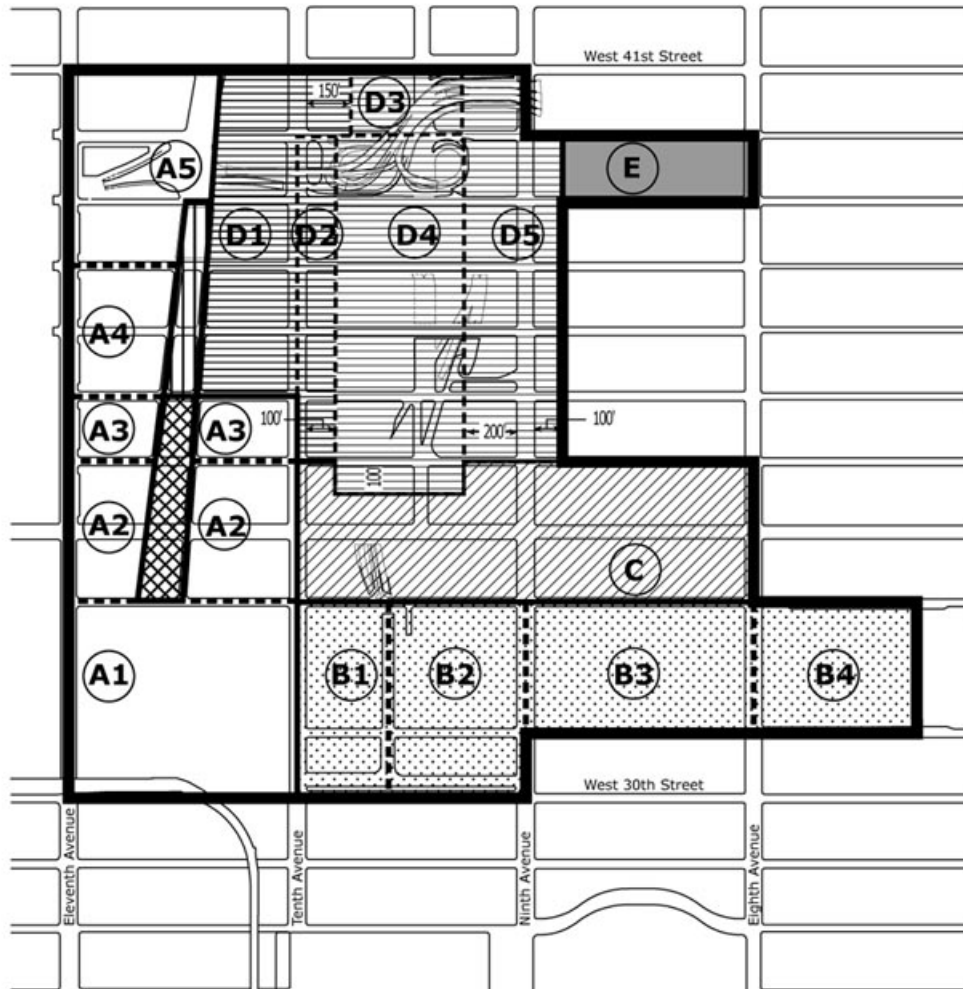 West 41st Street
150'
D3
A5
E
D1
D2
D4
D5
A4
A3
A3
100'
200'
100'
100'
A2
A2
C
A1
B1
B2
B3
B4
West 30th Street
Eleventh Avenue
Tenth Avenue
Ninth Avenue
Eighth Avenue